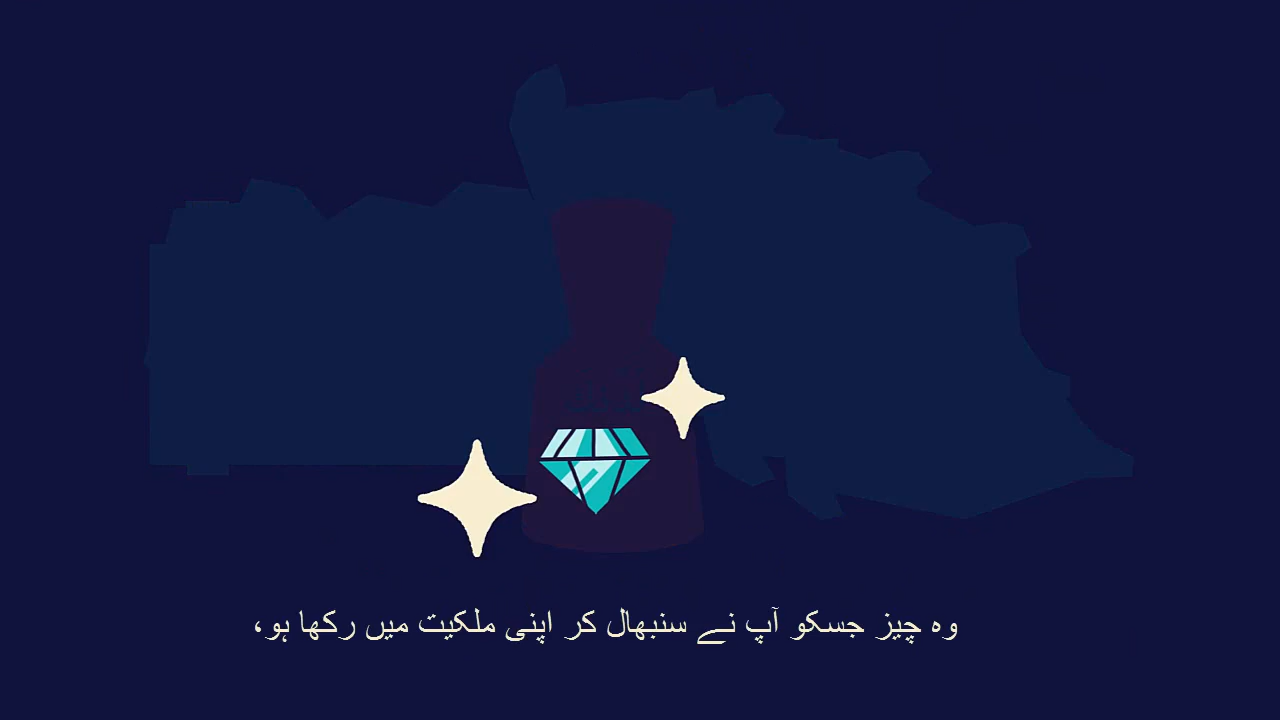 وہ چیز جسکو آپ نے سنبھال کر اپنی ملکیت میں رکھا ہو،